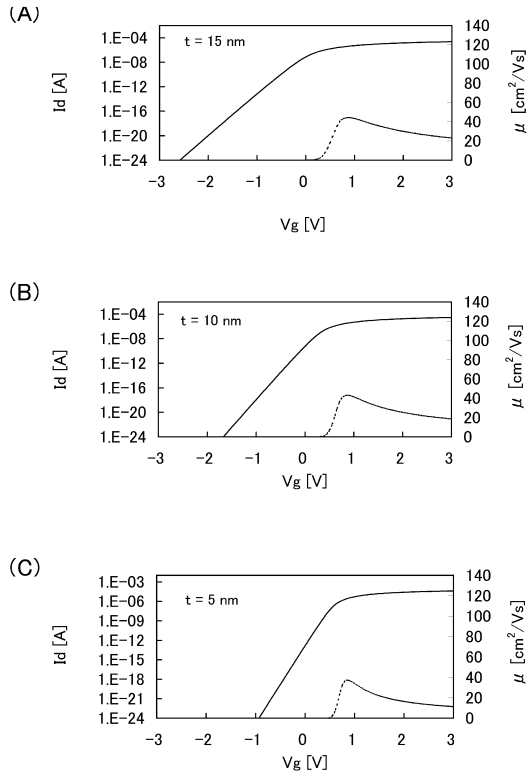 (A)
t = 15 nm
Id [A]
1.E-04
1.E-08
1.E-12
1.E-16
1.E-20
1.E-24
140
120
100
80
60
40
20
0
μ [cm²/Vs]
-3 -2 -1 0 1 2 3
Vg [V]
(B)
t = 10 nm
Id [A]
1.E-04
1.E-08
1.E-12
1.E-16
1.E-20
1.E-24
140
120
100
80
60
40
20
0
μ [cm²/Vs]
-3 -2 -1 0 1 2 3
Vg [V]
(C)
t = 5 nm
Id [A]
1.E-03
1.E-06
1.E-09
1.E-12
1.E-15
1.E-18
1.E-21
1.E-24
140
120
100
80
60
40
20
0
μ [cm²/Vs]
-3 -2 -1 0 1 2 3
Vg [V]